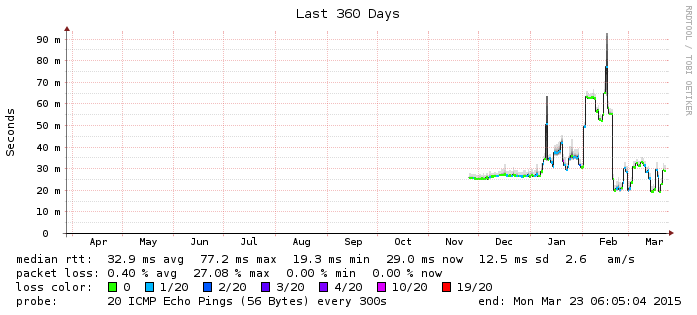 Last 360 Days
RRDTOOL / TOBI OETIKER
Seconds
90 m
80 m
70 m
60 m
50 m
40 m
30 m
20 m
10 m
0
Apr May Jun Jul Aug Sep Oct Nov Dec Jan Feb Mar
median rtt: 32.9 ms avg 77.2 ms max 19.3 ms min 29.0 ms now 12.5 ms sd 2.6 am/s
packet loss: 0.40 % avg 27.08 % max 0.00 % min 0.00 % now
loss color: 0 1/20 2/20 3/20 4/20 10/20 19/20
probe: 20 ICMP Echo Pings (56 Bytes) every 300s end: Mon Mar 23 06:05:04 2015